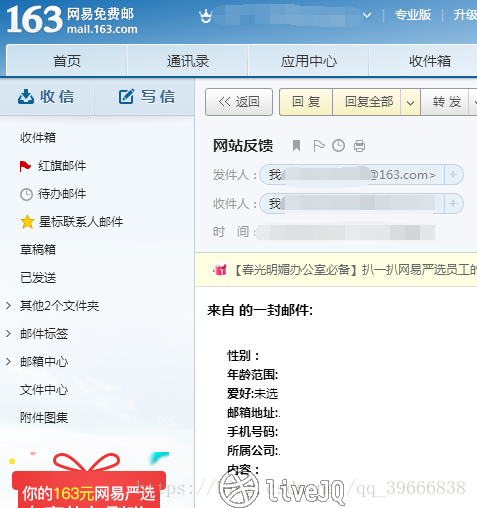 163 网易免费邮
mail.163.com
专业版 | 升级
首页 通讯录 应用中心 收件箱
收信 写信
<< 返回 回复 回复全部 转发
收件箱
红旗邮件
待办邮件
星标联系人邮件
草稿箱
已发送
其他2个文件夹
邮件标签
邮箱中心
文件中心
附件图集
你的163元网易严选
网站反馈
发件人： 我 @163.com>
收件人： 我
时 间：
【春光明媚办公室必备】扒一扒网易严选员工的
来自 的一封邮件:
性别：
年龄范围:
爱好:未选
邮箱地址:.
手机号码:
所属公司:.
内容：
liveJQ
qq_39666838